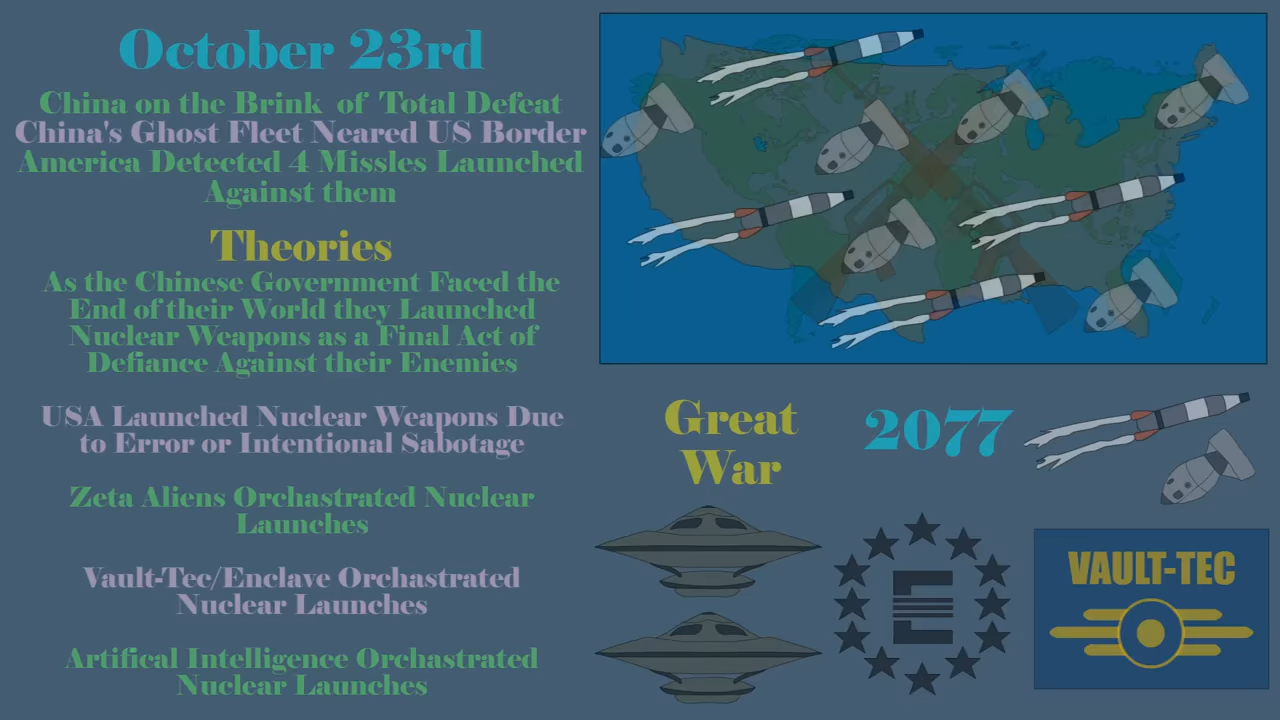 October 23rd
China on the Brink of Total Defeat
China's Ghost Fleet Neared US Border
America Detected 4 Missles Launched
Against them
Theories
As the Chinese Government Faced the
End of their World they Launched
Nuclear Weapons as a Final Act of
Defiance Against their Enemies
USA Launched Nuclear Weapons Due
to Error or Intentional Sabotage
Zeta Aliens Orchastrated Nuclear
Launches
Vault-Tec/Enclave Orchastrated
Nuclear Launches
Artifical Intelligence Orchastrated
Nuclear Launches
Great
War
2077
E
VAULT-TEC